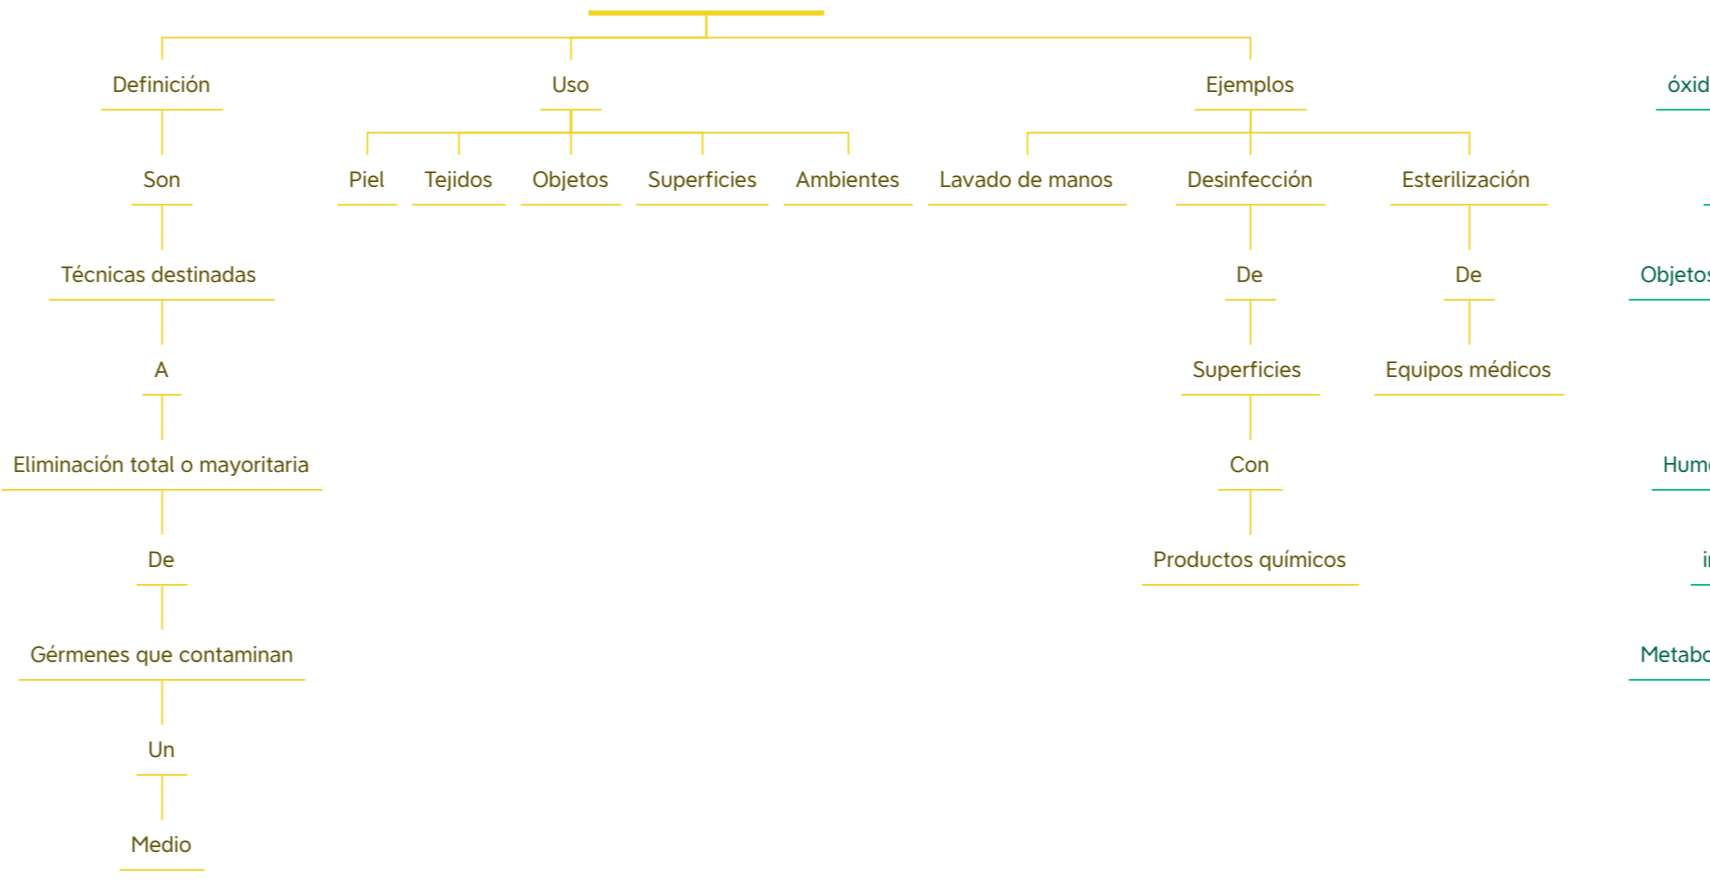 Definición
Uso
Ejemplos
Son
Piel
Tejidos
Objetos
Superficies
Ambientes
Lavado de manos
Desinfección
Esterilización
Técnicas destinadas
De
De
A
Superficies
Equipos médicos
Eliminación total o mayoritaria
Con
De
Productos químicos
Gérmenes que contaminan
Un
Medio